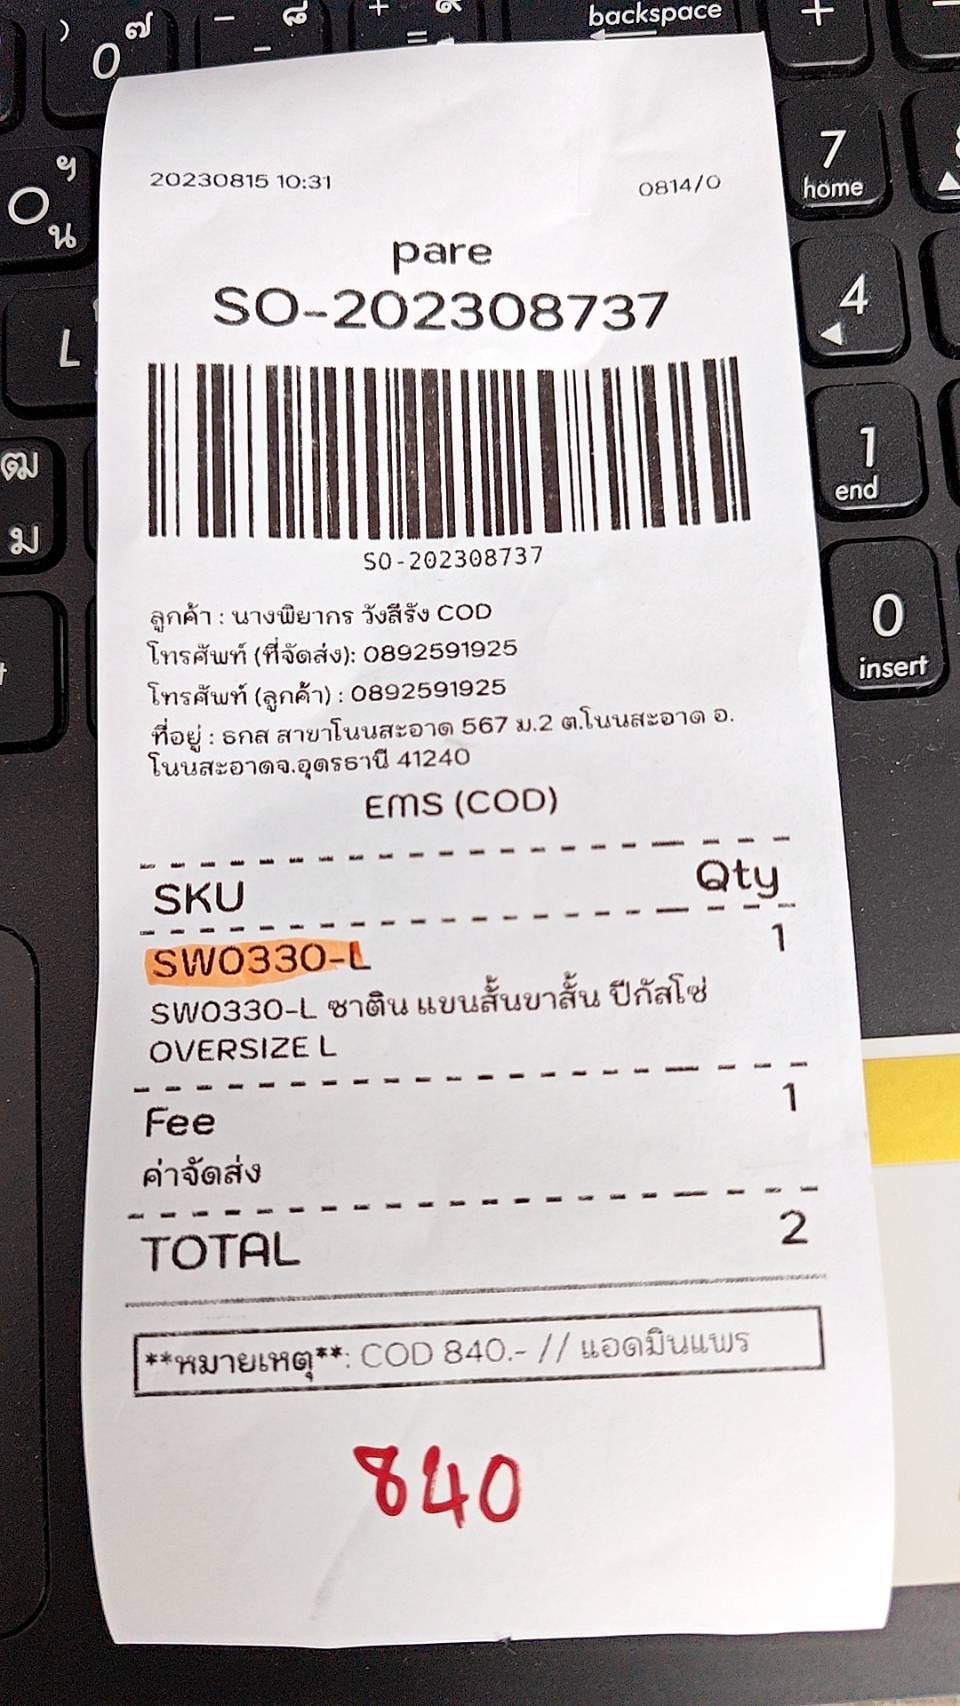 20230815 10:31
0814/0
pare
SO-202308737
SO-202308737
ลูกค้า : นางพิยากร วังสีรัง COD
โทรศัพท์ (ที่จัดส่ง): 0892591925
โทรศัพท์ (ลูกค้า) : 0892591925
ที่อยู่ : ธกส สาขาโนนสะอาด 567 ม.2 ต.โนนสะอาด อ.
โนนสะอาดจ.อุดรธานี 41240
EMS (COD)
SKU Qty
SW0330-L 1
SW0330-L ซาติน แขนสั้นขาสั้น ปีกัสโซ่
OVERSIZE L
Fee 1
ค่าจัดส่ง
TOTAL 2
**หมายเหตุ**: COD 840.- // แอดมินแพร
840
backspace
7
home
4
1
end
0
insert